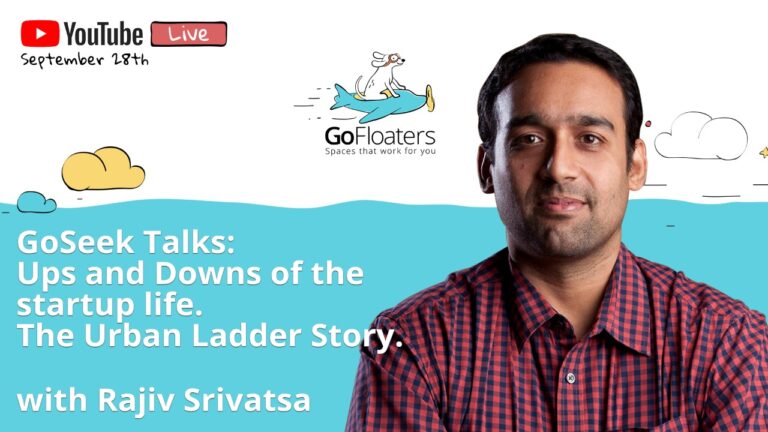 YouTube Live
September 28th
GoFloaters
Spaces that work for you
GoSeek Talks:
Ups and Downs of the
startup life.
The Urban Ladder Story.
with Rajiv Srivatsa